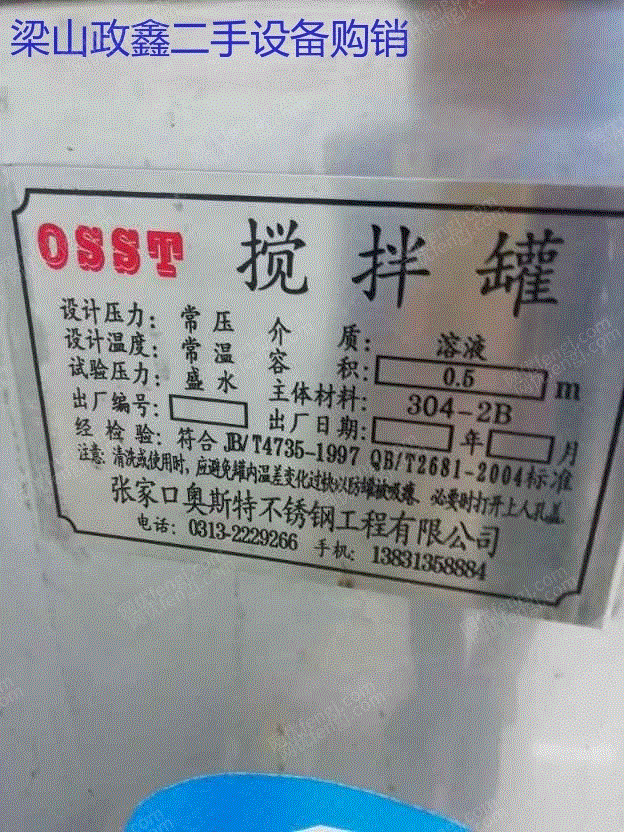 梁山政鑫二手设备购销
OSST 搅拌罐
设计压力: 常压 介质: 溶液
设计温度: 常温 容积: 0.5 m
试验压力: 盛水 主体材料: 304-2B
出厂编号: 出厂日期: 年 月
经检验: 符合JB/T4735-1997 QB/T2681-2004标准
注意: 清洗或使用时, 应避免罐内温差变化过快以防罐被吸瘪. 必要时打开上人孔盖.
张家口奥斯特不锈钢工程有限公司
电话: 0313-2229266 手机: 13831358884